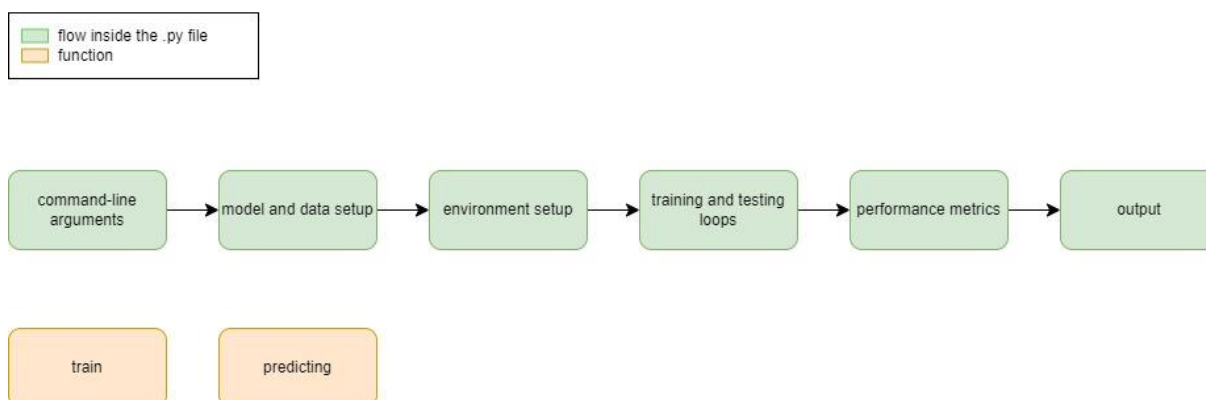 flow inside the .py file
function
command-line
arguments
model and data setup
environment setup
training and testing
loops
performance metrics
output
train
predicting